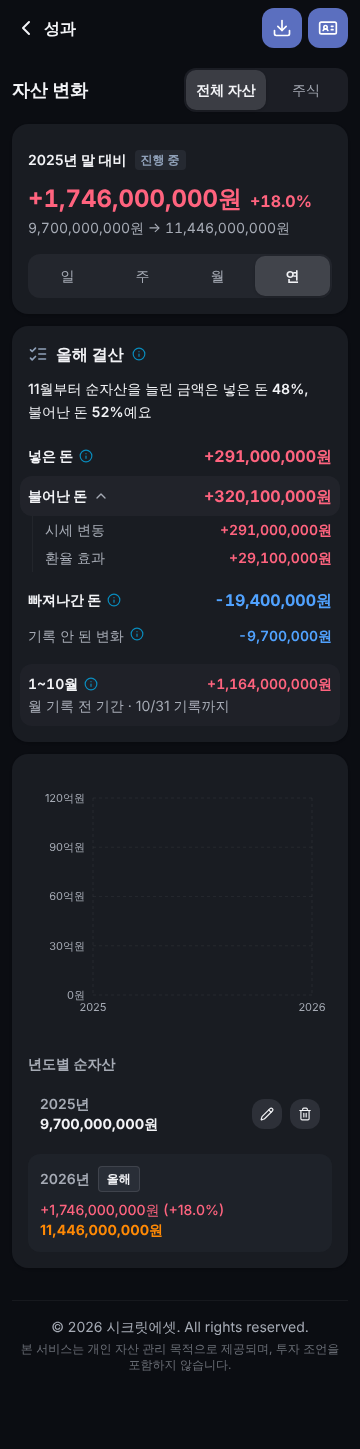 성과
자산 변화
전체 자산 주식
2025년 말 대비 진행 중
+1,746,000,000원 +18.0%
9,700,000,000원 → 11,446,000,000원
일 주 월 연
올해 결산
11월부터 순자산을 늘린 금액은 넣은 돈 48%,
불어난 돈 52%예요
넣은 돈 +291,000,000원
불어난 돈 +320,100,000원
시세 변동 +291,000,000원
환율 효과 +29,100,000원
빠져나간 돈 -19,400,000원
기록 안 된 변화 -9,700,000원
1~10월 +1,164,000,000원
월 기록 전 기간 · 10/31 기록까지
120억원
90억원
60억원
30억원
0원
2025 2026
년도별 순자산
2025년
9,700,000,000원
2026년 올해
+1,746,000,000원 (+18.0%)
11,446,000,000원
© 2026 시크릿에셋. All rights reserved.
본 서비스는 개인 자산 관리 목적으로 제공되며, 투자 조언을
포함하지 않습니다.